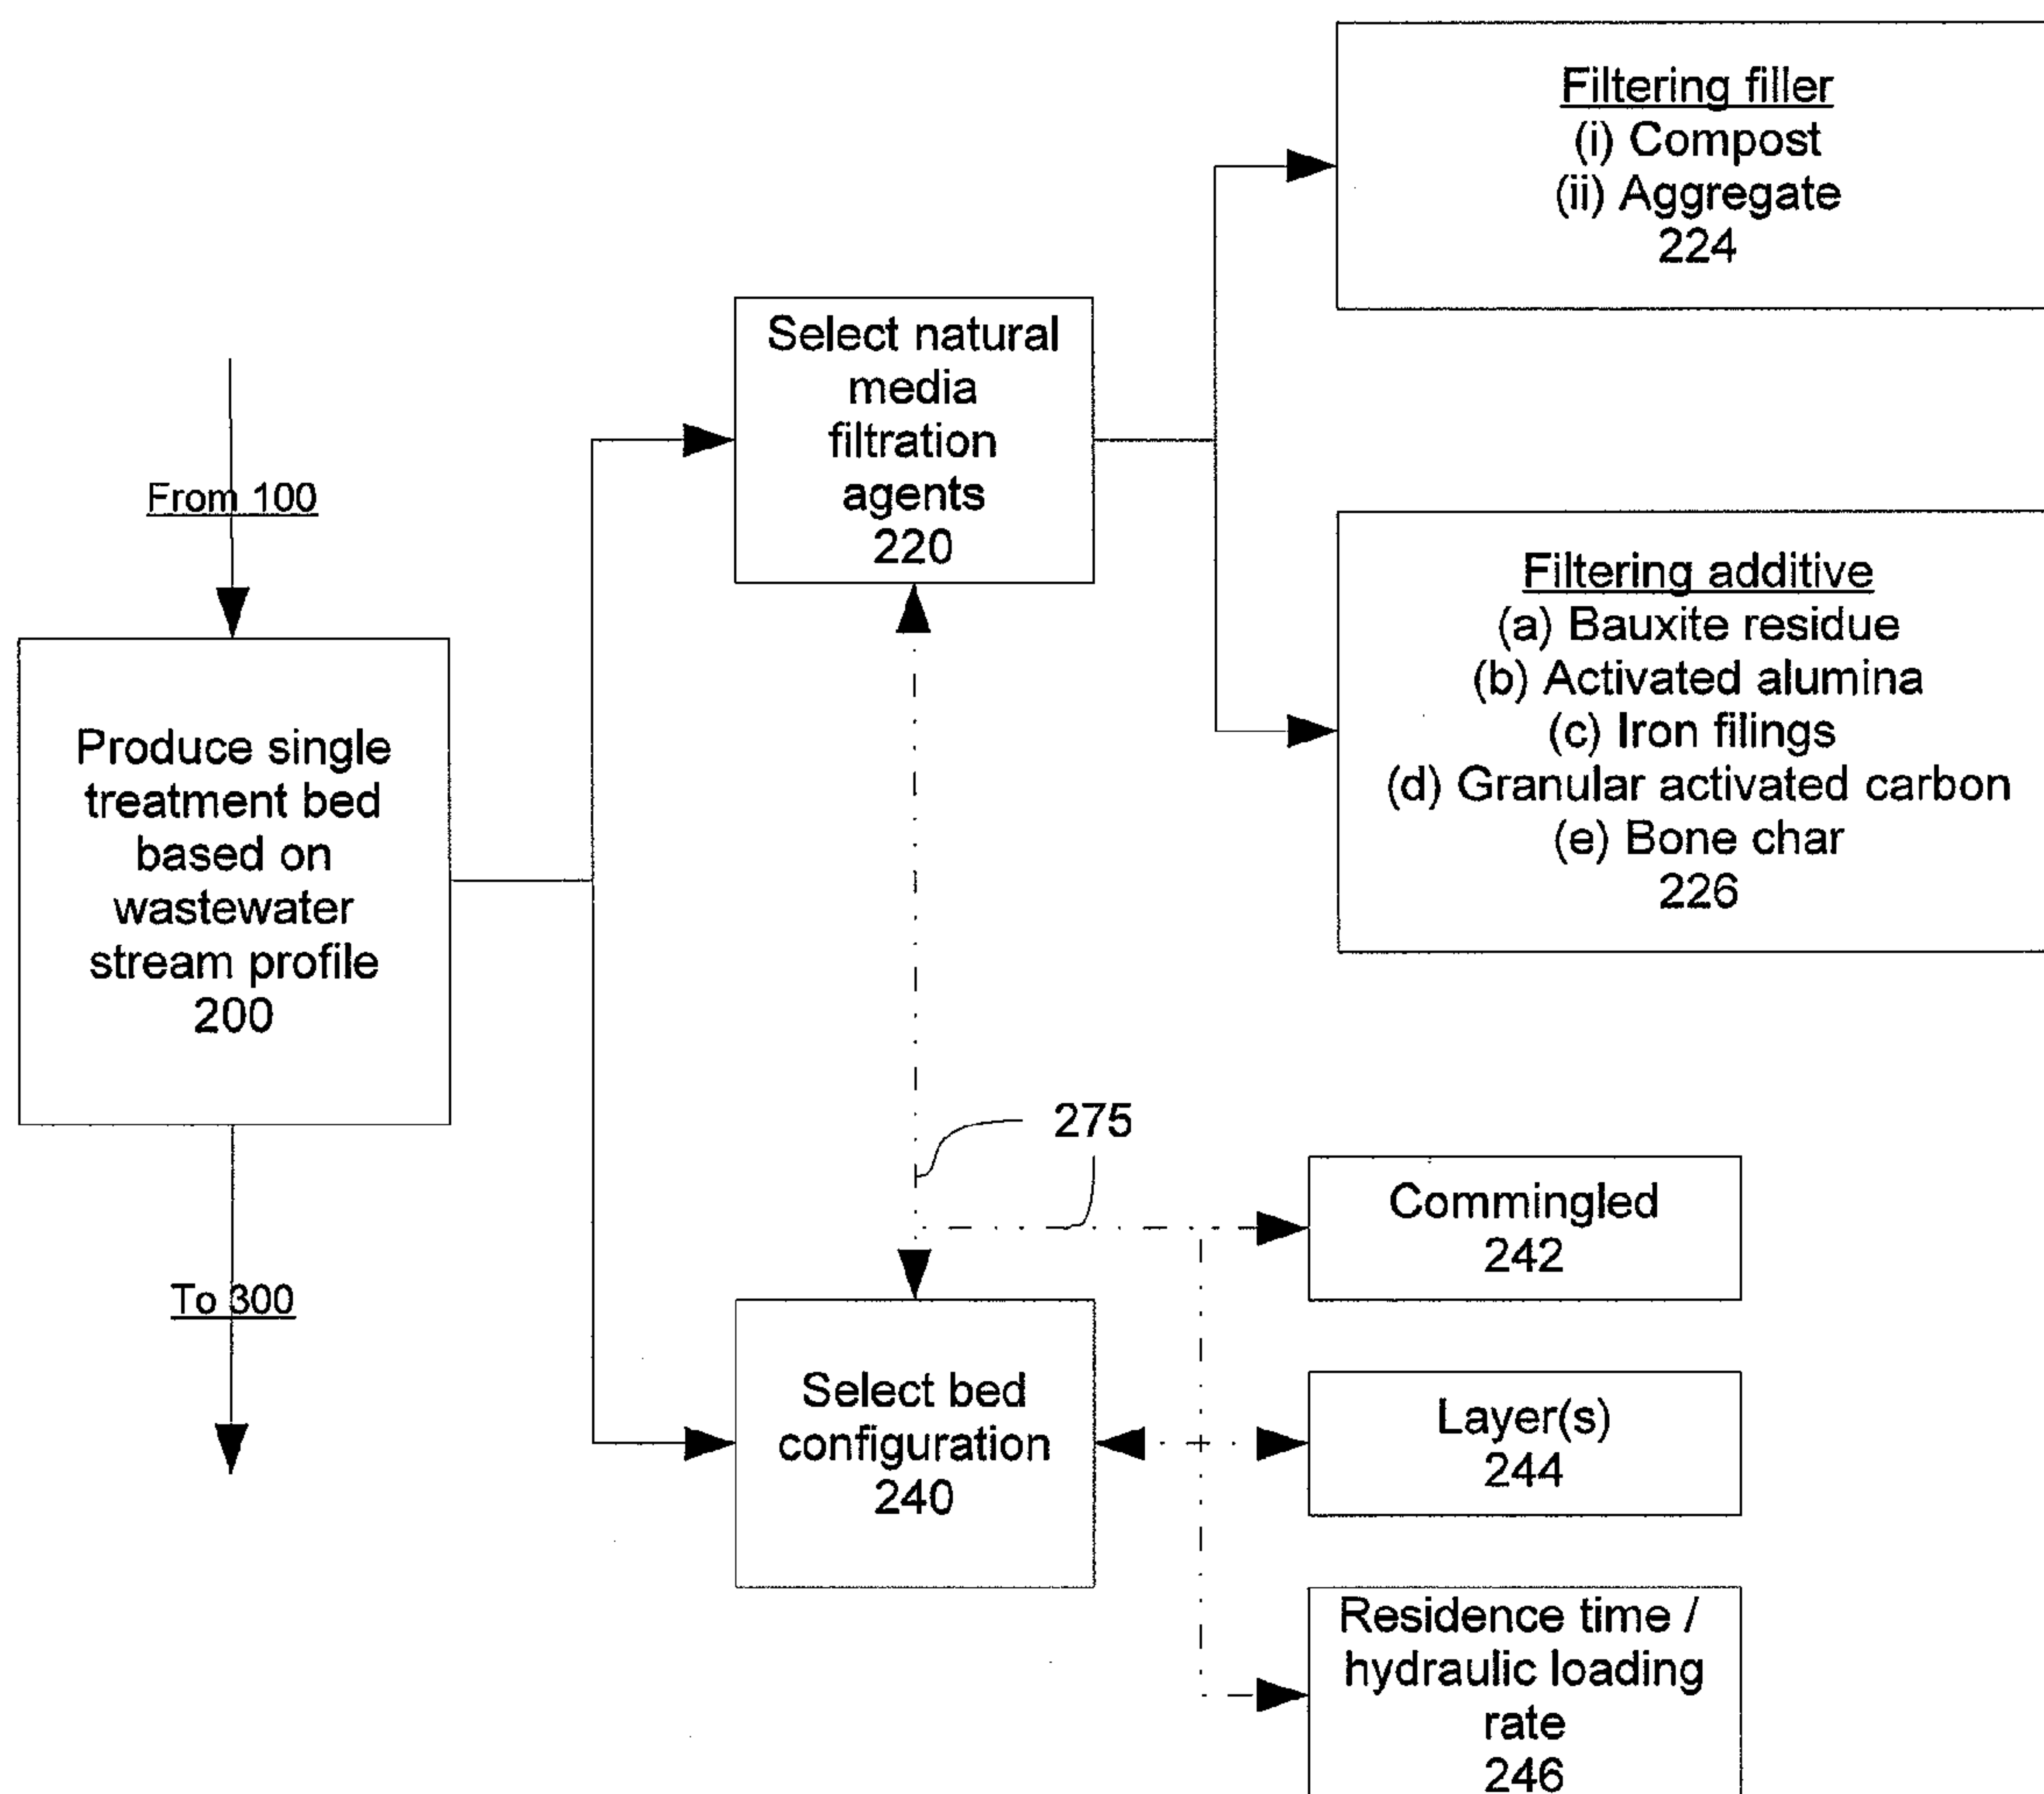 Filtering filler
(i) Compost
(ii) Aggregate
224
Select natural
media
filtration
agents
220
From 100
Filtering additive
(a) Bauxite residue
(b) Activated alumina
(c) Iron filings
(d) Granular activated carbon
(e) Bone char
226
Produce single
treatment bed
based on
wastewater
stream profile
200
275
Commingled
242
To 300
Select bed
configuration
240
Layer(s)
244
Residence time /
hydraulic loading
rate
246